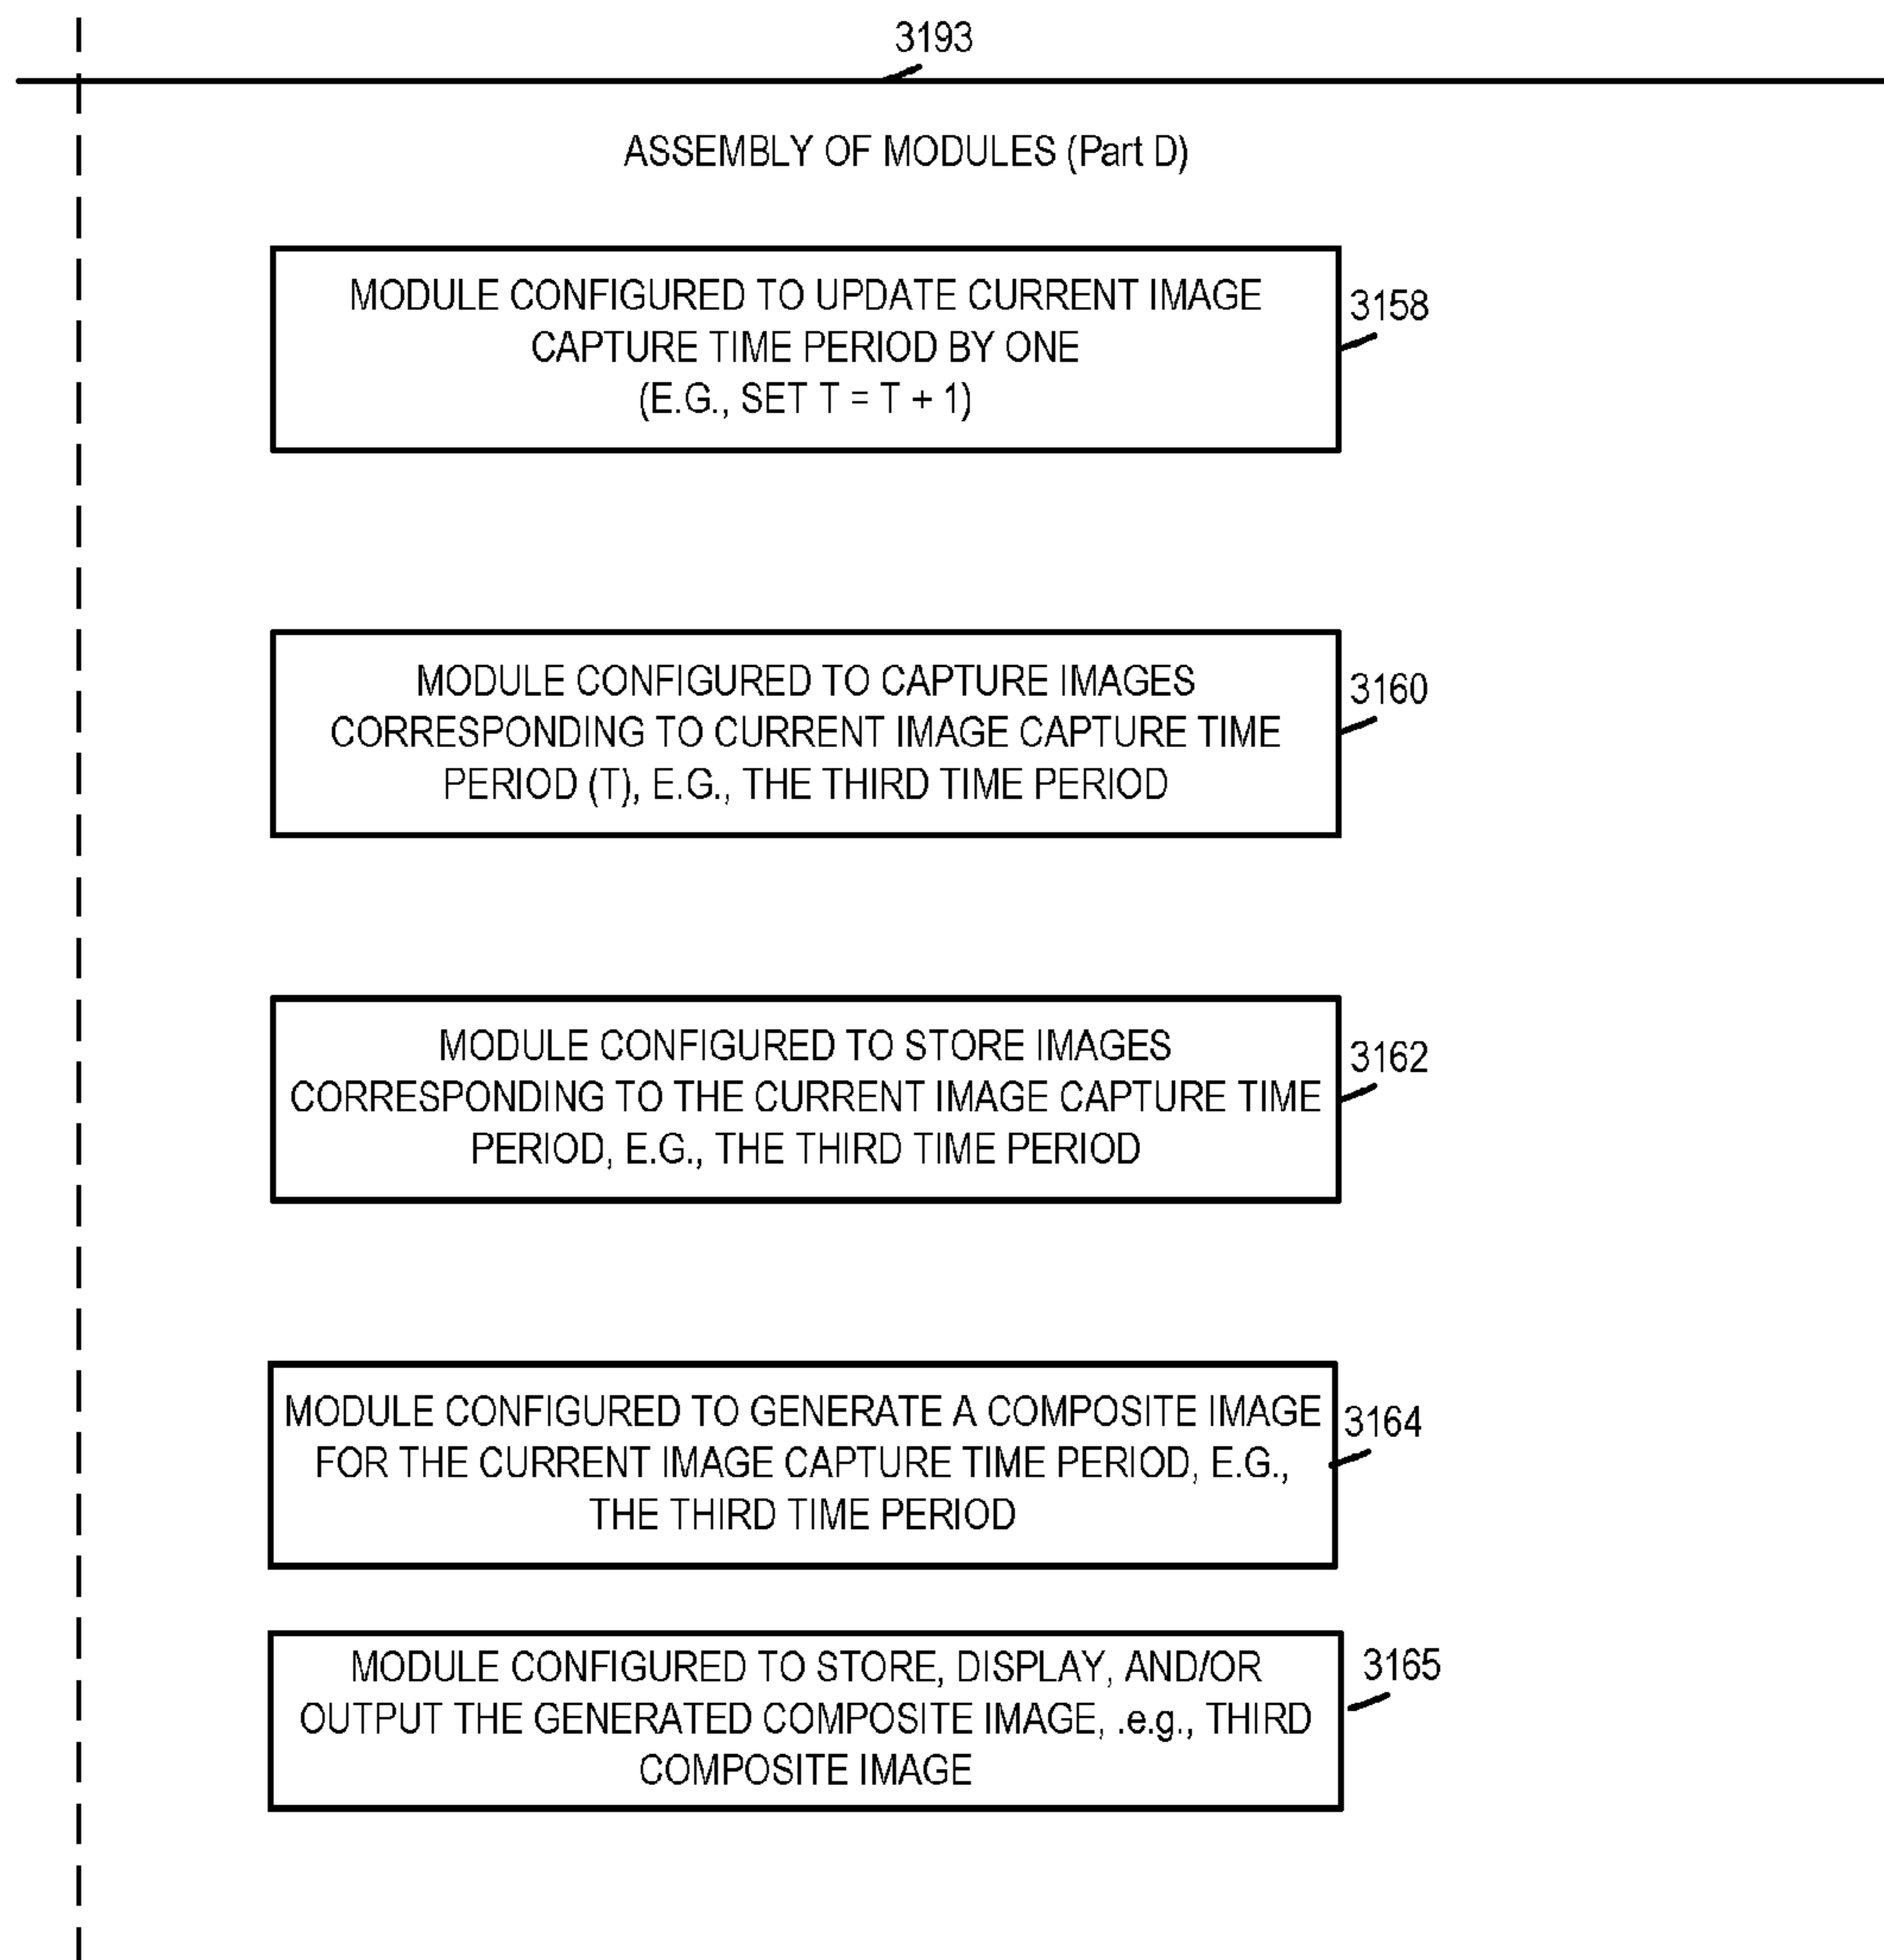 3193
ASSEMBLY OF MODULES (Part D)
MODULE CONFIGURED TO UPDATE CURRENT IMAGE
CAPTURE TIME PERIOD BY ONE
(E.G., SET T = T + 1)
3158
MODULE CONFIGURED TO CAPTURE IMAGES
CORRESPONDING TO CURRENT IMAGE CAPTURE TIME
PERIOD (T), E.G., THE THIRD TIME PERIOD
3160
MODULE CONFIGURED TO STORE IMAGES
CORRESPONDING TO THE CURRENT IMAGE CAPTURE TIME
PERIOD, E.G., THE THIRD TIME PERIOD
3162
MODULE CONFIGURED TO GENERATE A COMPOSITE IMAGE
FOR THE CURRENT IMAGE CAPTURE TIME PERIOD, E.G.,
THE THIRD TIME PERIOD
3164
MODULE CONFIGURED TO STORE, DISPLAY, AND/OR
OUTPUT THE GENERATED COMPOSITE IMAGE, .e.g., THIRD
COMPOSITE IMAGE
3165